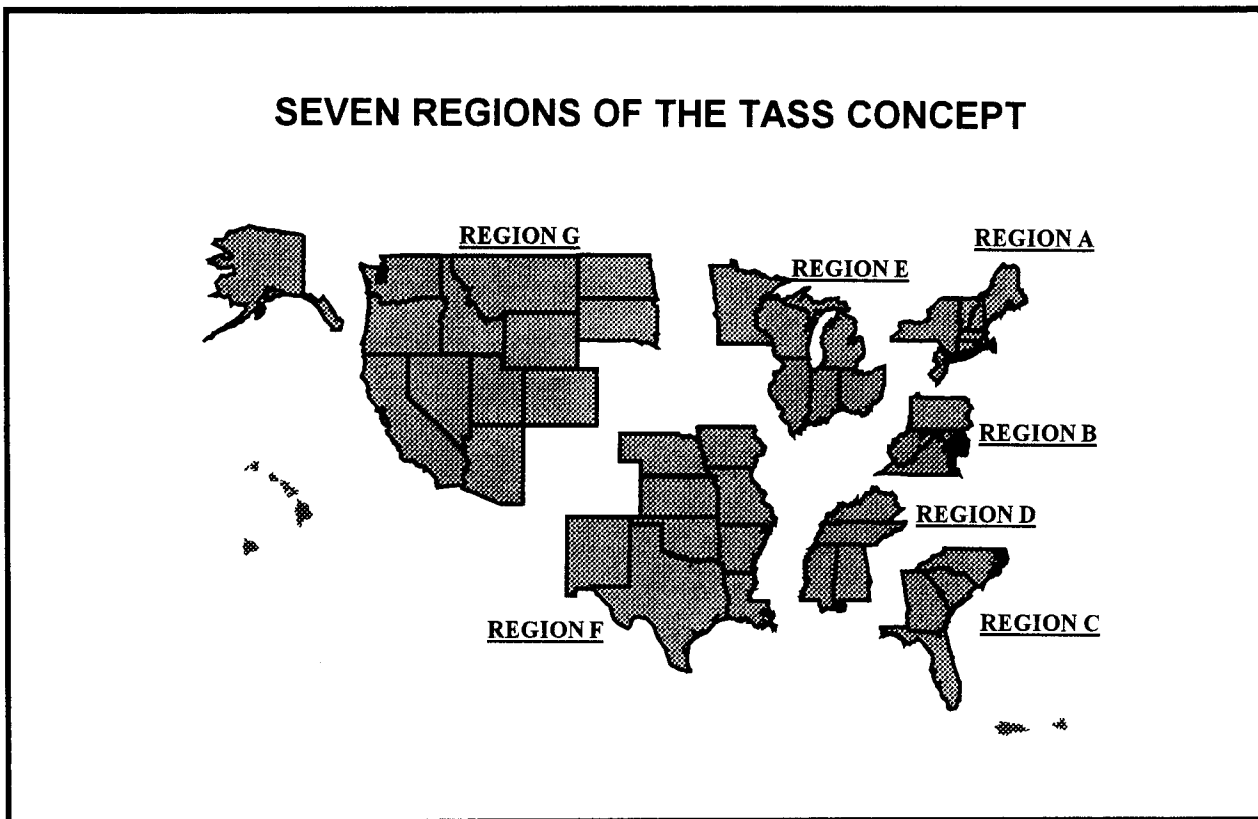 SEVEN REGIONS OF THE TASS CONCEPT
REGION G
REGION A
REGION E
REGION B
REGION D
REGION C
REGION F